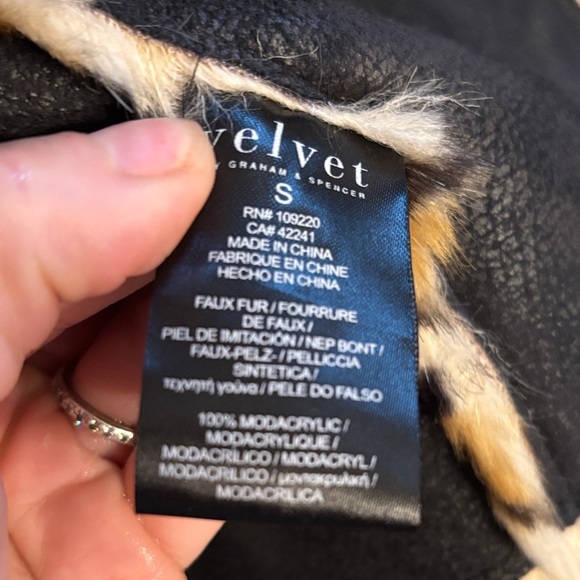 velvet
GRAHAM & SPENCER
S
RN# 109220
CA# 42241
MADE IN CHINA
FABRIQUE EN CHINE
HECHO EN CHINA
FAUX FUR / FOURRURE
DE FAUX /
PIEL DE IMITACIÓN / NEP BONT /
FAUX-PELZ- / PELLICCIA
SINTETICA /
τεχνητή γούνα / PELE DO FALSO
100% MODACRYLIC /
MODACRYLIQUE /
MODACRILICO / MODACRYL /
MODACRILICO / μοντακρυλική /
MODACRILICA